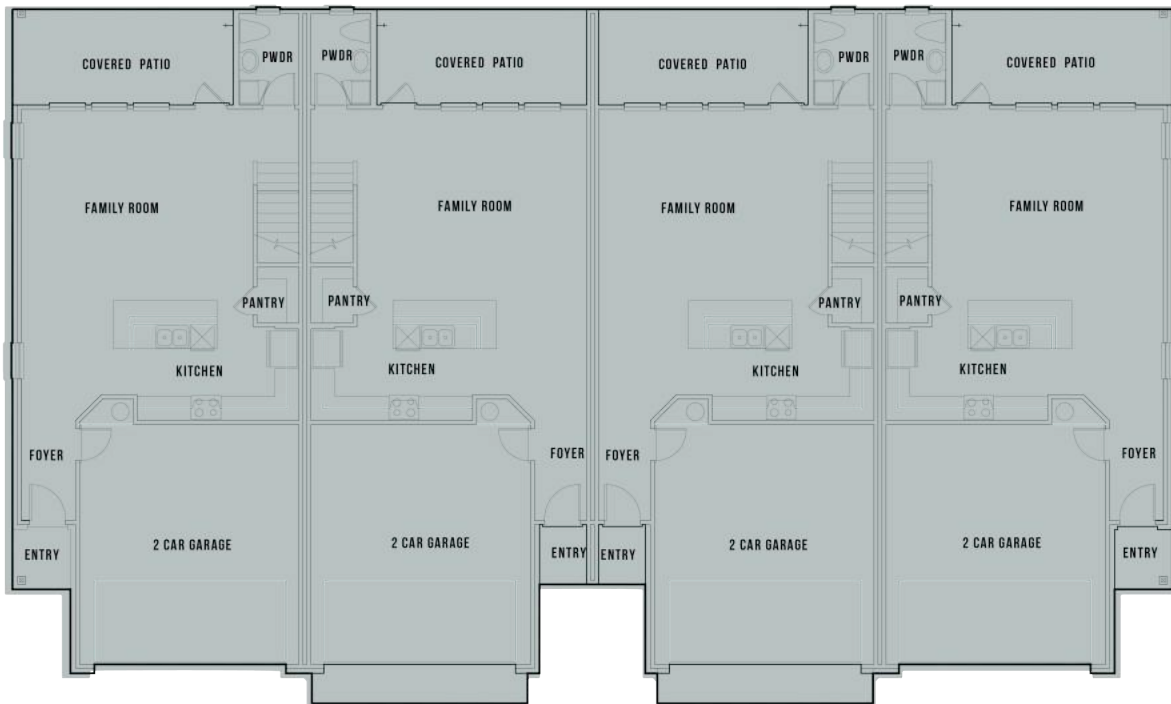 COVERED PATIO
PWDR
PWDR
COVERED PATIO
COVERED PATIO
PWDR
PWDR
COVERED PATIO
FAMILY ROOM
FAMILY ROOM
FAMILY ROOM
FAMILY ROOM
PANTRY
PANTRY
PANTRY
PANTRY
KITCHEN
KITCHEN
KITCHEN
KITCHEN
FOYER
FOYER
FOYER
FOYER
ENTRY
2 CAR GARAGE
2 CAR GARAGE
ENTRY
ENTRY
2 CAR GARAGE
2 CAR GARAGE
ENTRY